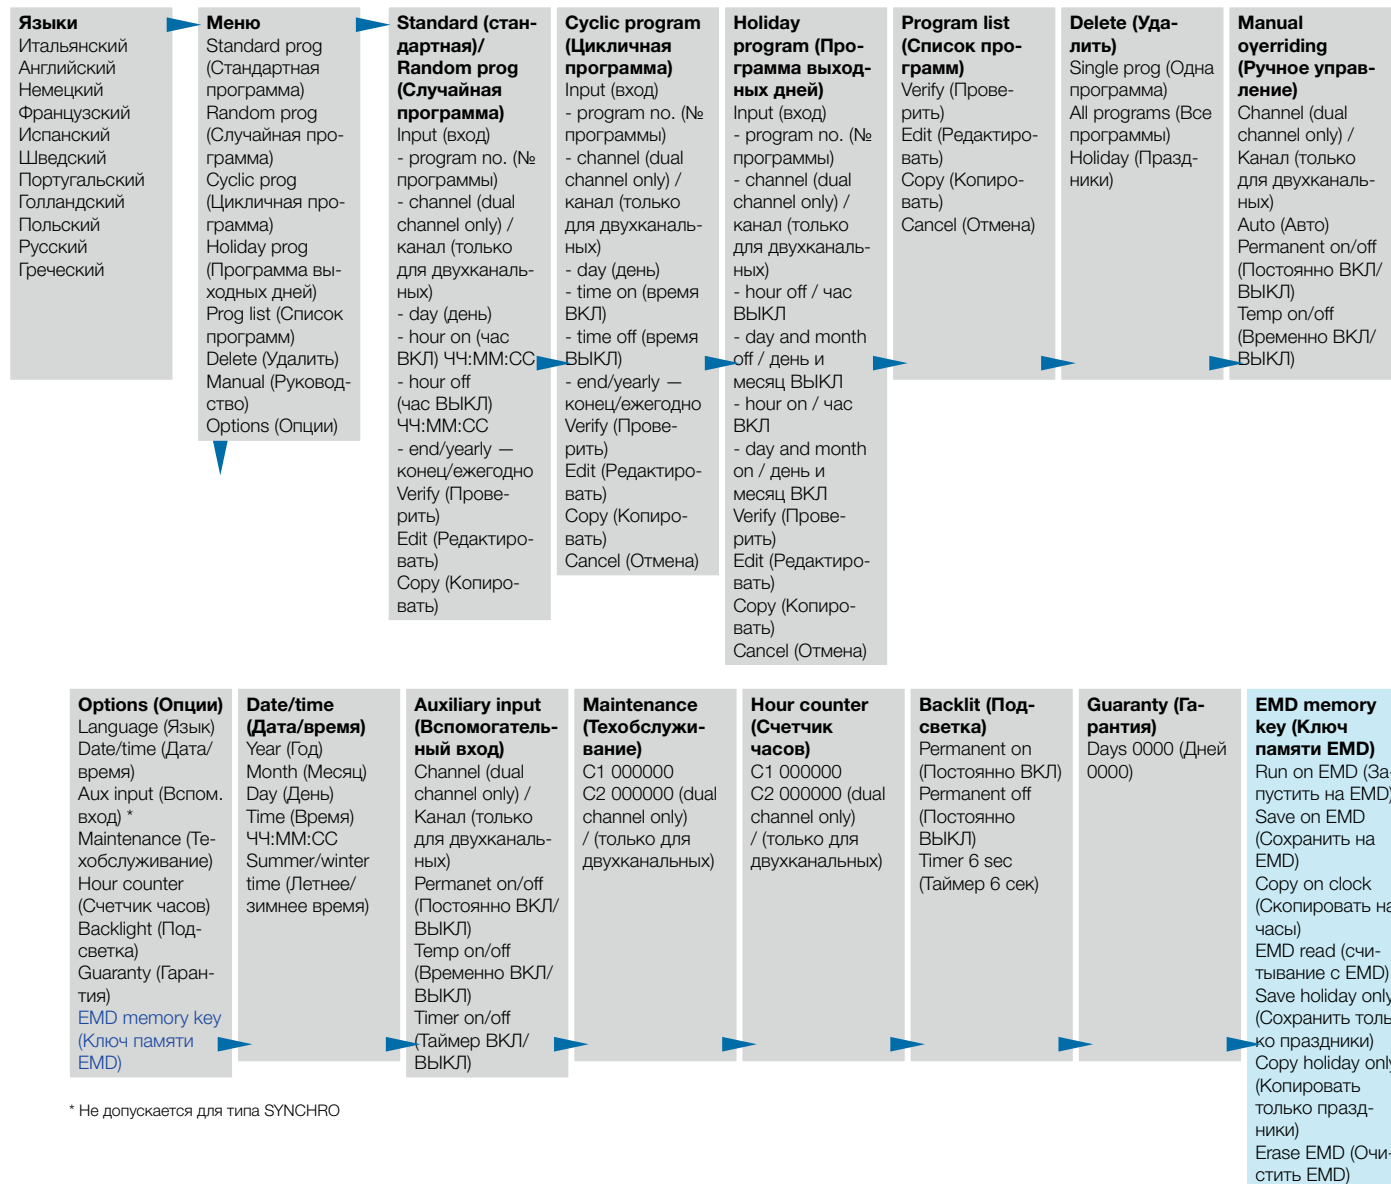 Языки
Итальянский
Английский
Немецкий
Французский
Испанский
Шведский
Португальский
Голландский
Польский
Русский
Греческий
Меню
Standard prog
(Стандартная
программа)
Random prog
(Случайная про-
грамма)
Cyclic prog
(Цикличная про-
грамма)
Holiday prog
(Программа вы-
ходных дней)
Prog list (Список
программ)
Delete (Удалить)
Manual (Руковод-
ство)
Options (Опции)
Standard (стан-
дартная)/
Random prog
(Случайная
программа)
Input (вход)
- program no. (№
программы)
- channel (dual
channel only) /
канал (только
для двухканаль-
ных)
- day (день)
- hour on (час
ВКЛ) ЧЧ:ММ:СС
- hour off
(час ВЫКЛ)
ЧЧ:ММ:СС
- end/yearly —
конец/ежегодно
Verify (Прове-
рить)
Edit (Редактиро-
вать)
Copy (Копиро-
вать)
Cyclic program
(Цикличная
программа)
Input (вход)
- program no. (№
программы)
- channel (dual
channel only) /
канал (только
для двухканаль-
ных)
- day (день)
- time on (время
ВКЛ)
- time off (время
ВЫКЛ)
- end/yearly —
конец/ежегодно
Verify (Прове-
рить)
Edit (Редактиро-
вать)
Copy (Копиро-
вать)
Cancel (Отмена)
Holiday
program (Про-
грамма выход-
ных дней)
Input (вход)
- program no. (№
программы)
- channel (dual
channel only) /
канал (только
для двухканаль-
ных)
- hour off / час
ВЫКЛ
- day and month
off / день и
месяц ВЫКЛ
- hour on / час
ВКЛ
- day and month
on / день и
месяц ВКЛ
Verify (Прове-
рить)
Edit (Редактиро-
вать)
Copy (Копиро-
вать)
Cancel (Отмена)
Program list
(Список про-
грамм)
Verify (Прове-
рить)
Edit (Редактиро-
вать)
Copy (Копиро-
вать)
Cancel (Отмена)
Delete (Уда-
лить)
Single prog (Одна
программа)
All programs (Все
программы)
Holiday (Празд-
ники)
Manual
oүerriding
(Ручное управ-
ление)
Channel (dual
channel only) /
Канал (только
для двухканаль-
ных)
Auto (Авто)
Permanent on/off
(Постоянно ВКЛ/
ВЫКЛ)
Temp on/off
(Временно ВКЛ/
ВЫКЛ)
Options (Опции)
Language (Язык)
Date/time (Дата/
время)
Aux input (Вспом.
вход) *
Maintenance (Те-
хобслуживание)
Hour counter
(Счетчик часов)
Backlight (Под-
светка)
Guaranty (Гаран-
тия)
EMD memory key
(Ключ памяти
EMD)
Date/time
(Дата/время)
Year (Год)
Month (Месяц)
Day (День)
Time (Время)
ЧЧ:ММ:СС
Summer/winter
time (Летнее/
зимнее время)
Auxiliary input
(Вспомогатель-
ный вход)
Channel (dual
channel only) /
Канал (только
для двухканаль-
ных)
Permanet on/off
(Постоянно ВКЛ/
ВЫКЛ)
Temp on/off
(Временно ВКЛ/
ВЫКЛ)
Timer on/off
(Таймер ВКЛ/
ВЫКЛ)
Maintenance
(Техобслужи-
вание)
C1 000000
C2 000000 (dual
channel only)
/ (только для
двухканальных)
Hour counter
(Счетчик
часов)
C1 000000
C2 000000 (dual
channel only)
/ (только для
двухканальных)
Backlit (Под-
светка)
Permanent on
(Постоянно ВКЛ)
Permanent off
(Постоянно
ВЫКЛ)
Timer 6 sec
(Таймер 6 сек)
Guaranty (Га-
рантия)
Days 0000 (Дней
0000)
EMD memory
key (Ключ
памяти EMD)
Run on EMD (За-
пустить на EMD)
Save on EMD
(Сохранить на
EMD)
Copy on clock
(Скопировать на
часы)
EMD read (счи-
тывание с EMD)
Save holiday only
(Сохранить толь-
ко праздники)
Copy holiday only
(Копировать
только празд-
ники)
Erase EMD (Очи-
стить EMD)
* Не допускается для типа SYNCHRO